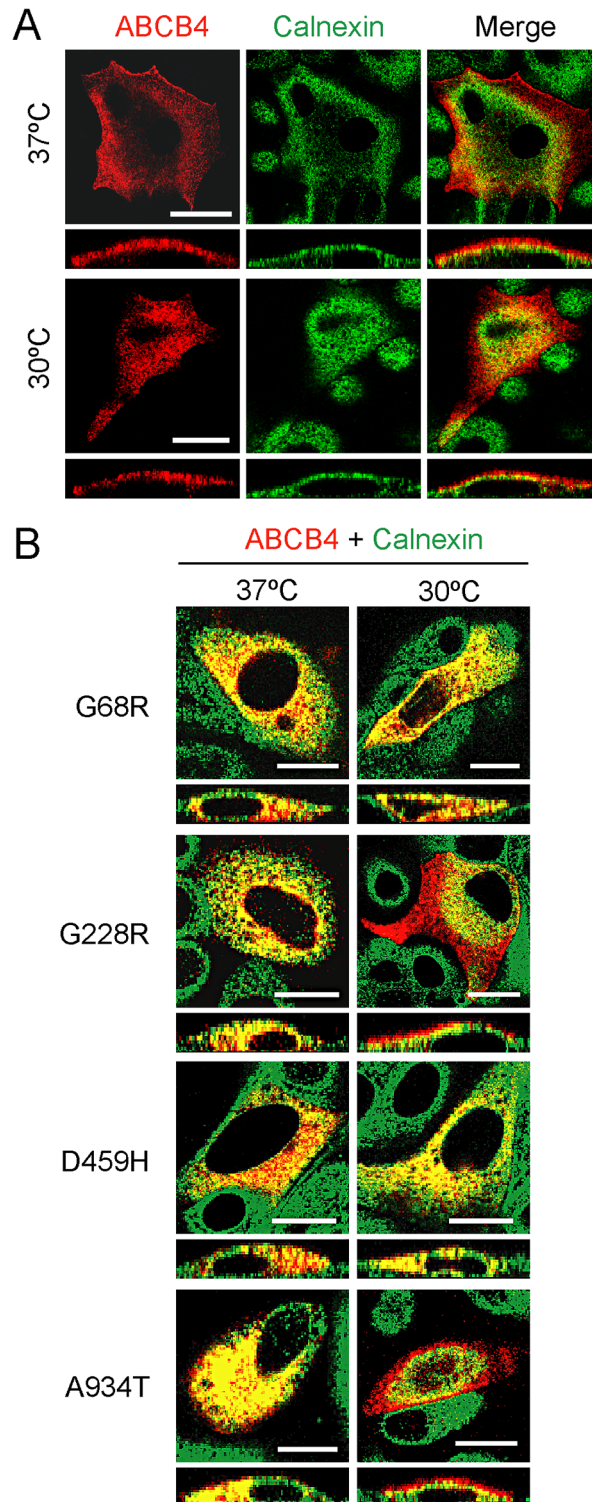 A
ABCB4 Calnexin Merge
37ºC
30ºC
B
ABCB4 + Calnexin
37ºC 30ºC
G68R
G228R
D459H
A934T